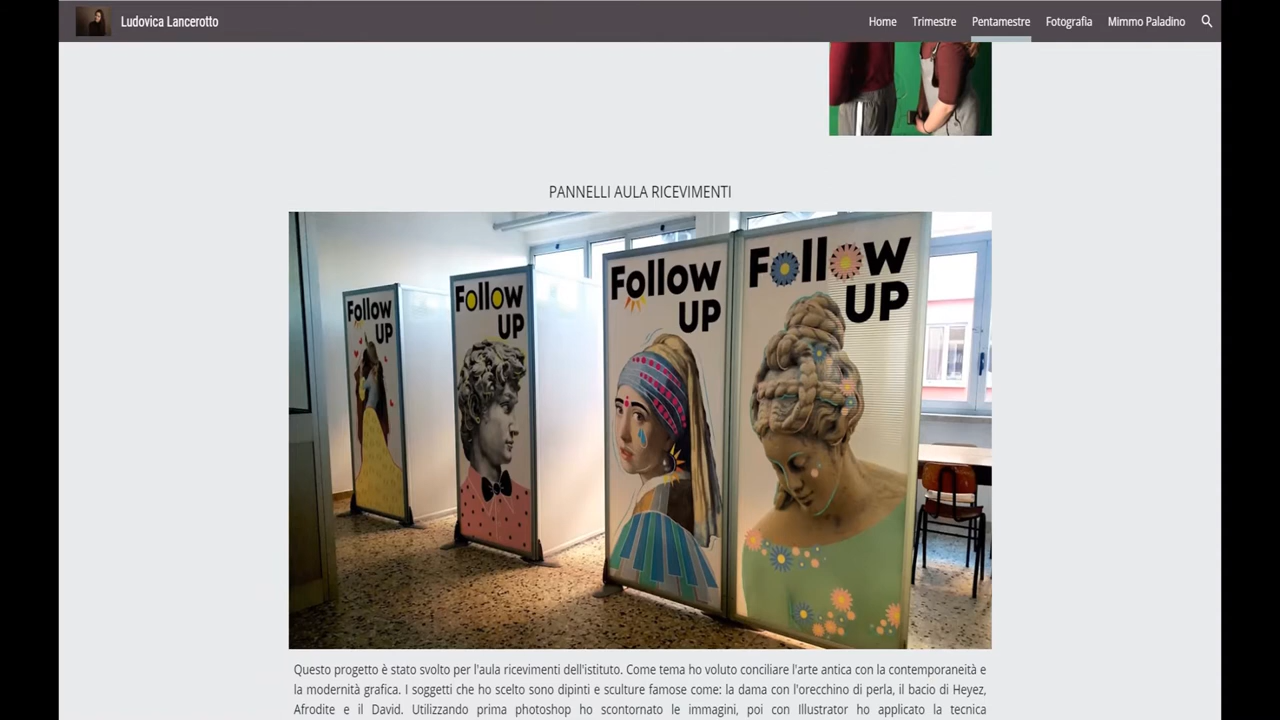 Ludovica Lancerotto
Home Trimestre Pentamestre Fotografia Mimmo Paladino
PANNELLI AULA RICEVIMENTI
Follow
UP
Follow
UP
Follow
UP
Follow
UP
Questo progetto è stato svolto per l'aula ricevimenti dell'istituto. Come tema ho voluto conciliare l'arte antica con la contemporaneità e
la modernità grafica. I soggetti che ho scelto sono dipinti e sculture famose come: la dama con l'orecchino di perla, il bacio di Heyez,
Afrodite e il David. Utilizzando prima photoshop ho scontornato le immagini, poi con Illustrator ho applicato la tecnica